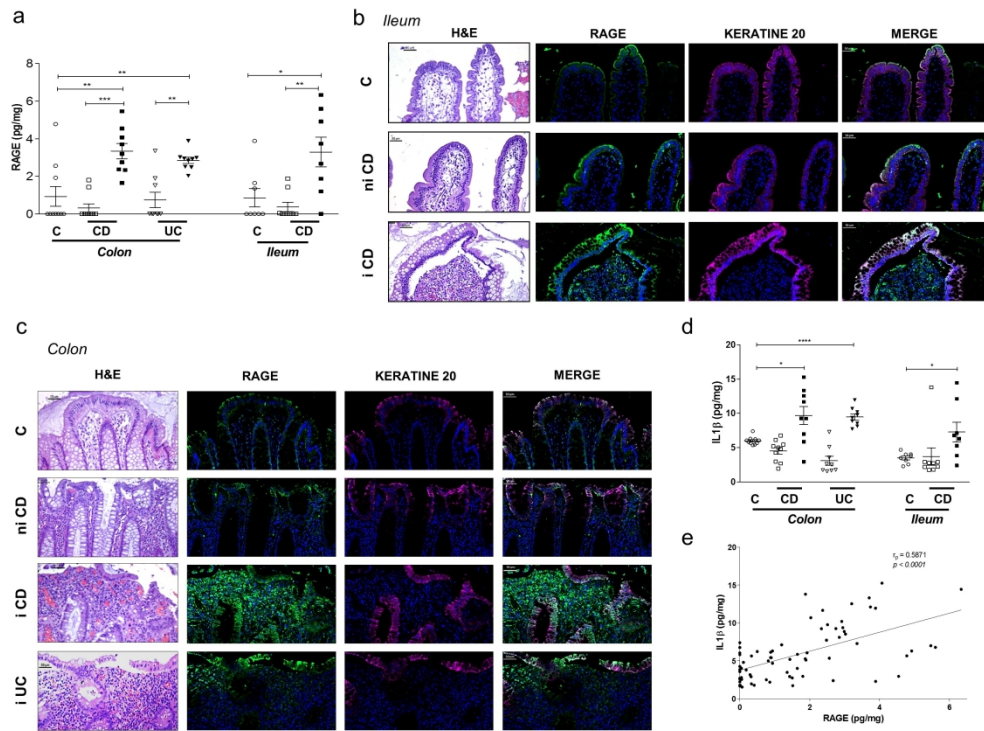 a
RAGE (pg/mg)
6
4
2
0
**
**
***
**
*
**
C
CD
UC
C
CD
Colon
Ileum
b
Ileum
H&E
RAGE
KERATINE 20
MERGE
C
ni CD
i CD
c
Colon
H&E
RAGE
KERATINE 20
MERGE
C
ni CD
i CD
i UC
d
IL1β (pg/mg)
20
15
10
5
0
****
*
*
C
CD
UC
C
CD
Colon
Ileum
e
IL1β (pg/mg)
20
15
10
5
0
rp = 0.5871
p < 0.0001
0 2 4 6
RAGE (pg/mg)